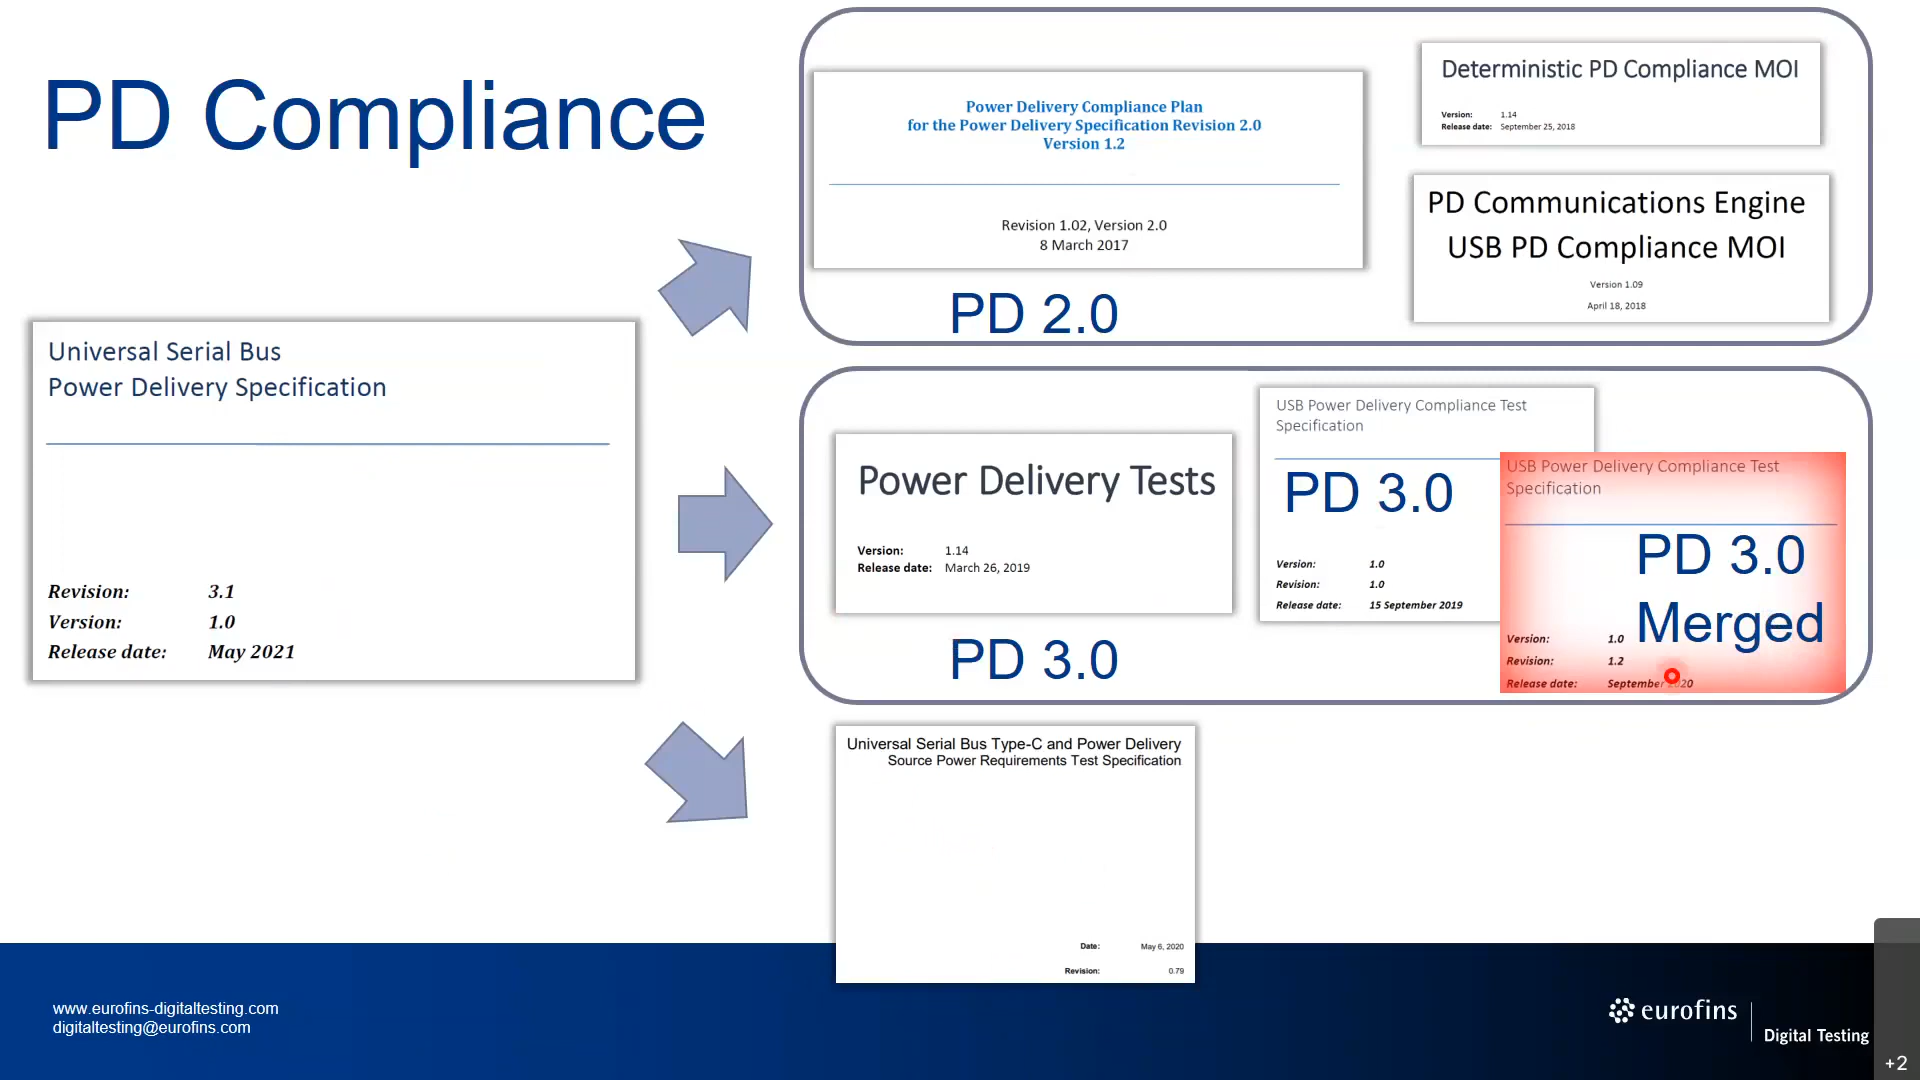 PD Compliance
Universal Serial Bus
Power Delivery Specification
Revision: 3.1
Version: 1.0
Release date: May 2021
Power Delivery Compliance Plan
for the Power Delivery Specification Revision 2.0
Version 1.2
Revision 1.02, Version 2.0
8 March 2017
PD 2.0
Deterministic PD Compliance MOI
Version: 1.14
Release date: September 25, 2018
PD Communications Engine
USB PD Compliance MOI
Version 1.09
April 18, 2018
Power Delivery Tests
Version: 1.14
Release date: March 26, 2019
PD 3.0
USB Power Delivery Compliance Test
Specification
PD 3.0
Version: 1.0
Revision: 1.0
Release date: 15 September 2019
USB Power Delivery Compliance Test
Specification
PD 3.0
Merged
Version: 1.0
Revision: 1.2
Release date: September 2020
Universal Serial Bus Type-C and Power Delivery
Source Power Requirements Test Specification
Date: May 6, 2020
Revision: 0.79
www.eurofins-digitaltesting.com
digitaltesting@eurofins.com
eurofins
Digital Testing
+2